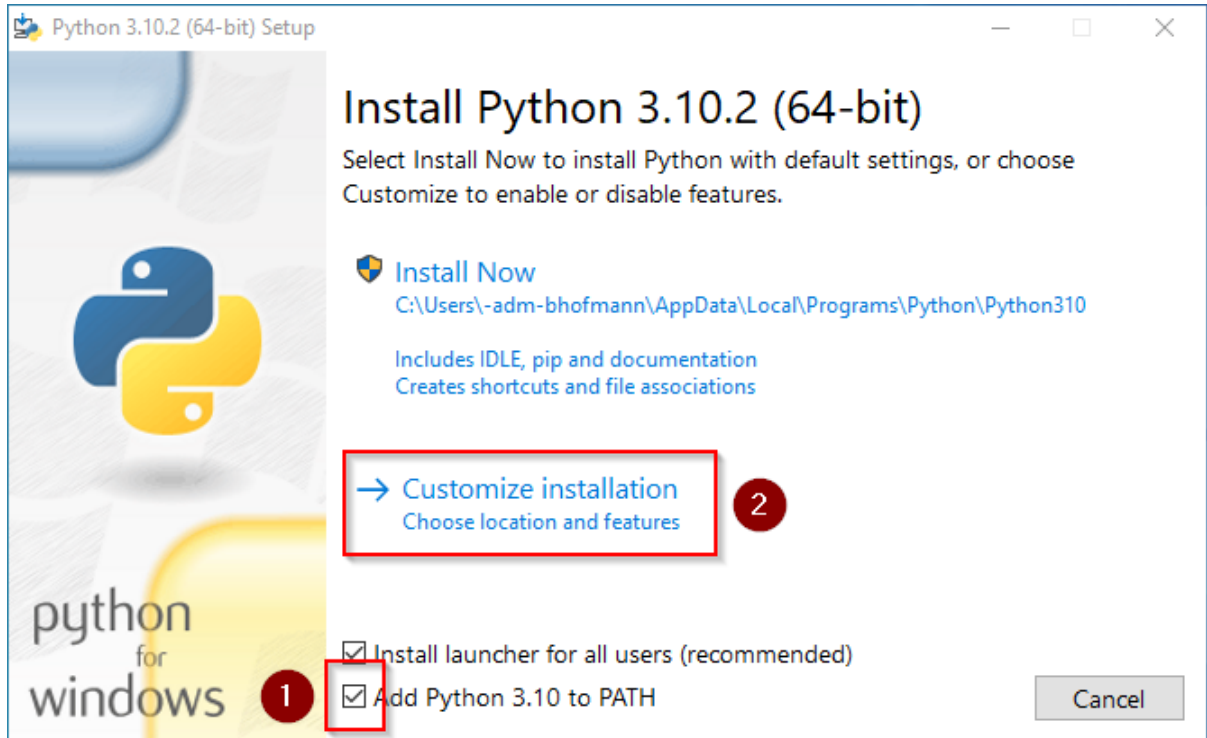 Python 3.10.2 (64-bit) Setup
Install Python 3.10.2 (64-bit)
Select Install Now to install Python with default settings, or choose
Customize to enable or disable features.
Install Now
C:\Users\-adm-bhofmann\AppData\Local\Programs\Python\Python310
Includes IDLE, pip and documentation
Creates shortcuts and file associations
→ Customize installation
Choose location and features
2
python
for
windows
Install launcher for all users (recommended)
1
Add Python 3.10 to PATH
Cancel